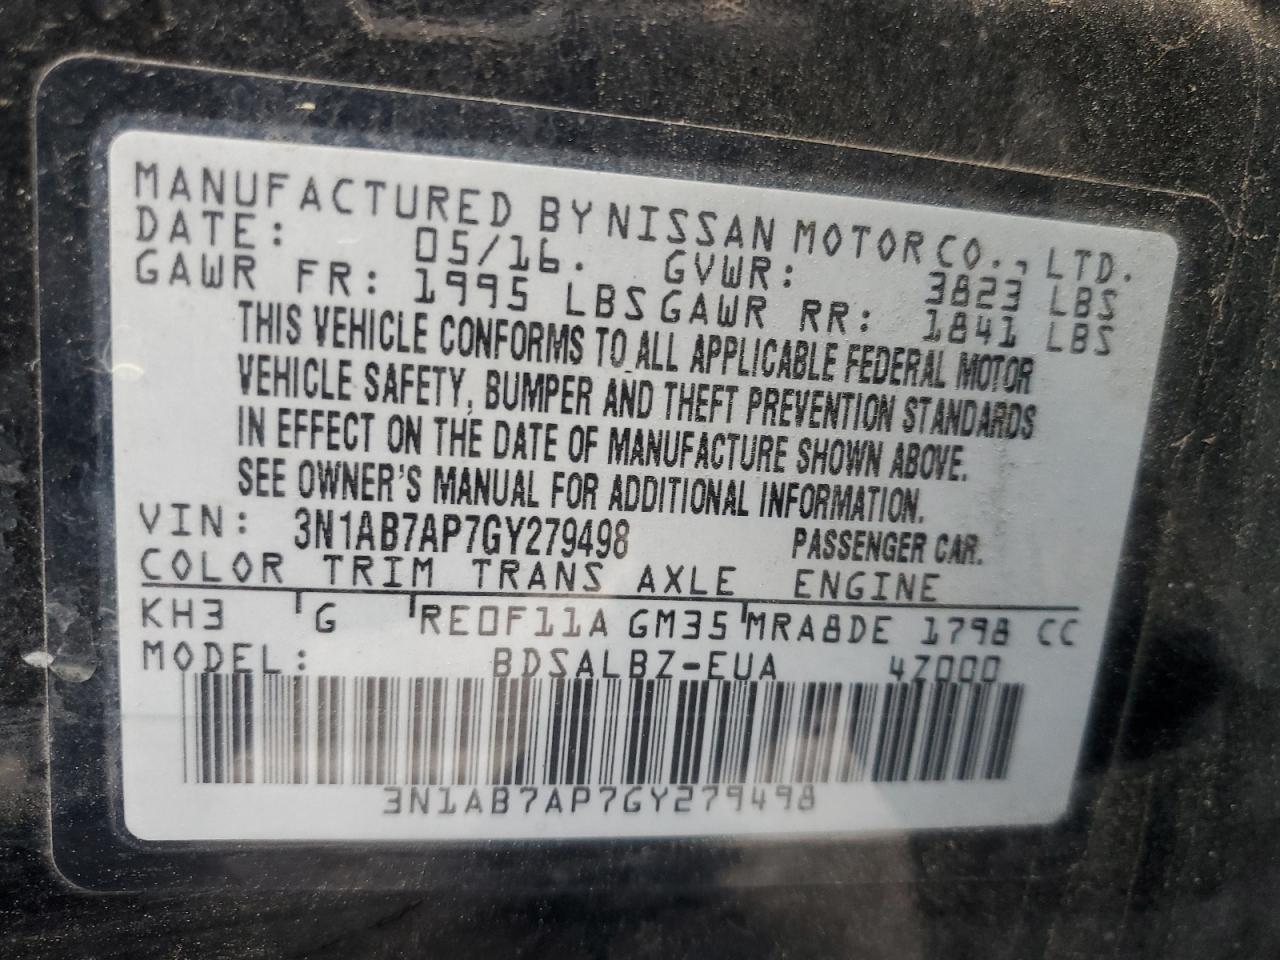 MANUFACTURED BY NISSAN MOTOR CO., LTD.
DATE: 05/16. GVWR: 3823 LBS
GAWR FR: 1995 LBS GAWR RR: 1841 LBS
THIS VEHICLE CONFORMS TO ALL APPLICABLE FEDERAL MOTOR
VEHICLE SAFETY, BUMPER AND THEFT PREVENTION STANDARDS
IN EFFECT ON THE DATE OF MANUFACTURE SHOWN ABOVE.
SEE OWNER'S MANUAL FOR ADDITIONAL INFORMATION.
VIN: 3N1AB7AP7GY279498 PASSENGER CAR.
COLOR TRIM TRANS AXLE ENGINE
KH3 G RE0F11A GM35 MRA8DE 1798 CC
MODEL: BDSALBZ-EUA 4Z000
3N1AB7AP7GY279498